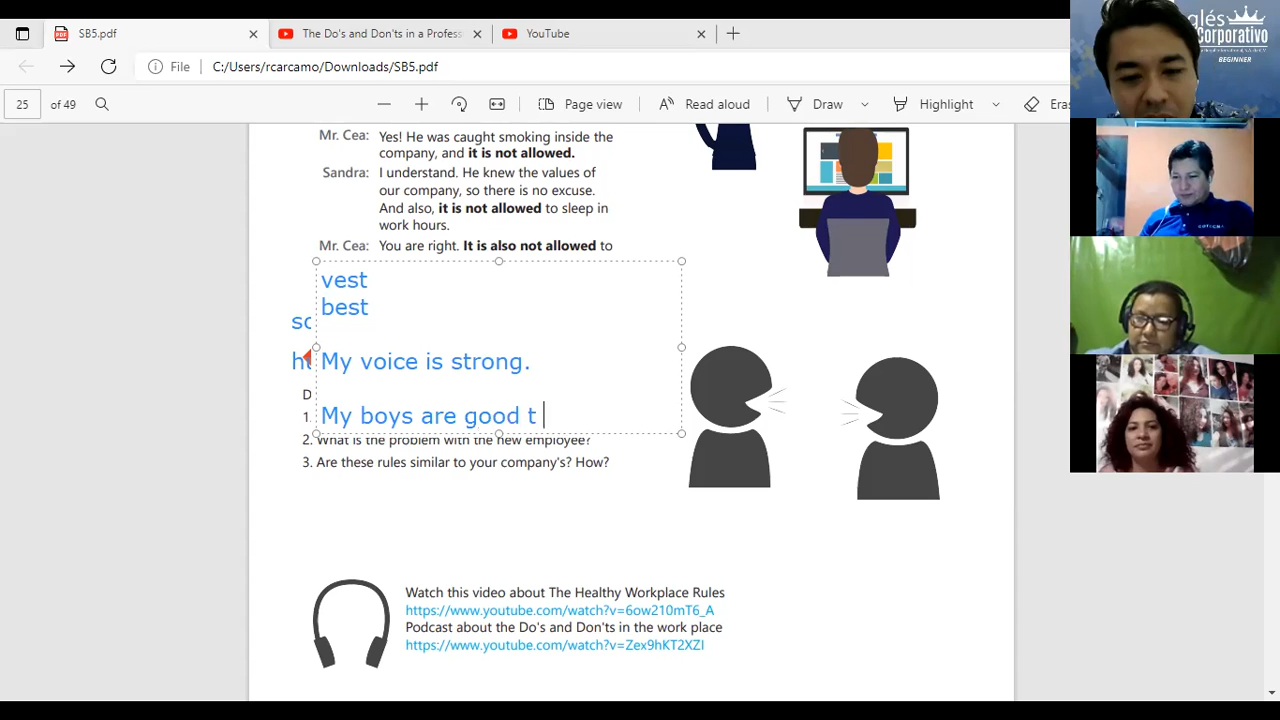 SB5.pdf
The Do's and Don'ts in a Profess
YouTube
File
C:/Users/rcarcamo/Downloads/SB5.pdf
25 of 49
Page view
Read aloud
Draw
Highlight
Mr. Cea: Yes! He was caught smoking inside the
company, and it is not allowed.
Sandra: I understand. He knew the values of
our company, so there is no excuse.
And also, it is not allowed to sleep in
work hours.
Mr. Cea: You are right. It is also not allowed to
vest
best
My voice is strong.
My boys are good t
1.
2. What is the problem with the new employee?
3. Are these rules similar to your company's? How?
Watch this video about The Healthy Workplace Rules
https://www.youtube.com/watch?v=6ow210mT6_A
Podcast about the Do's and Don'ts in the work place
https://www.youtube.com/watch?v=Zex9hKT2XZI
BEGINNER